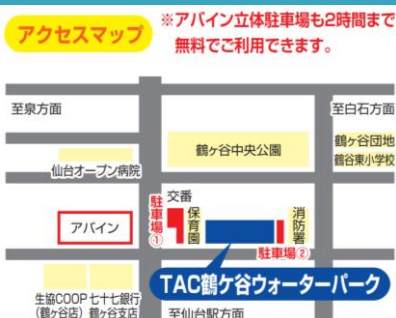 アクセスマップ
※アバイン立体駐車場も2時間まで
無料でご利用できます。
至泉方面
至白石方面
鶴ケ谷中央公園
鶴ケ谷団地
鶴谷東小学校
仙台オープン病院
交番
駐車場①
保育園
消防署
アバイン
駐車場②
TAC鶴ケ谷ウォーターパーク
生協COOP
(鶴ケ谷店)
七十七銀行
鶴ケ谷支店
至仙台駅方面